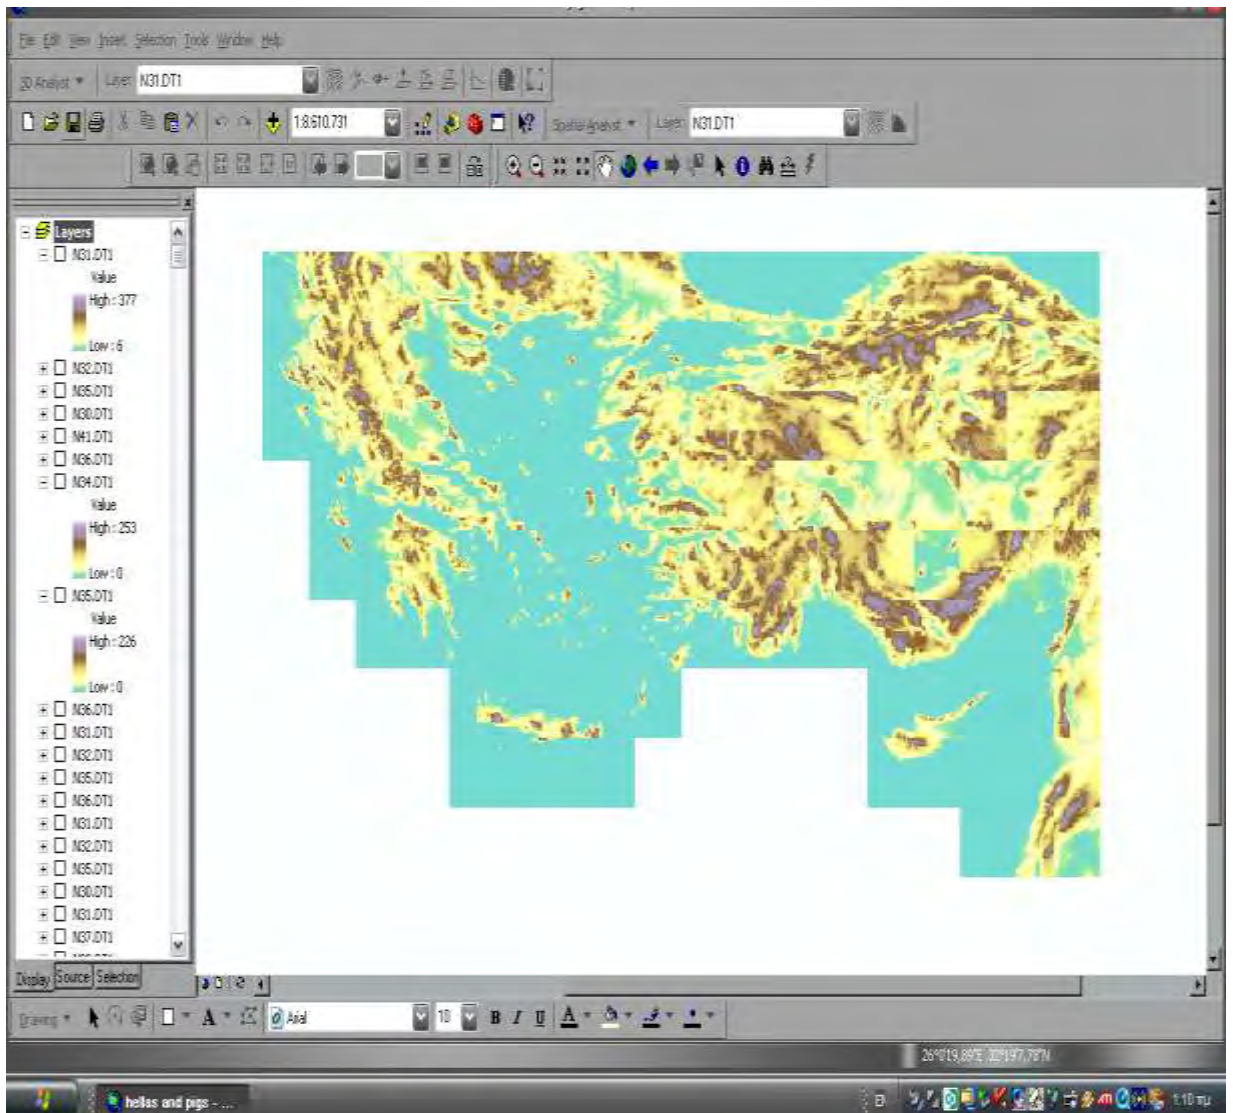 File Edit View Insert Selection Tools Window Help
3D Analyst Layer: N31.DT1
1:8.610.731 Spatial Analyst Layer: N31.DT1
Layers
N31.DT1
Value
High : 377
Low : 6
N32.DT1
N35.DT1
N30.DT1
N41.DT1
N36.DT1
N34.DT1
Value
High : 253
Low : 0
N35.DT1
Value
High : 226
Low : 0
N36.DT1
N31.DT1
N32.DT1
N35.DT1
N36.DT1
N31.DT1
N32.DT1
N35.DT1
N30.DT1
N31.DT1
N37.DT1
Display Source Selection
Drawing A Arial 10 B I U A
hellas and pigs - ...
1:10 πμ